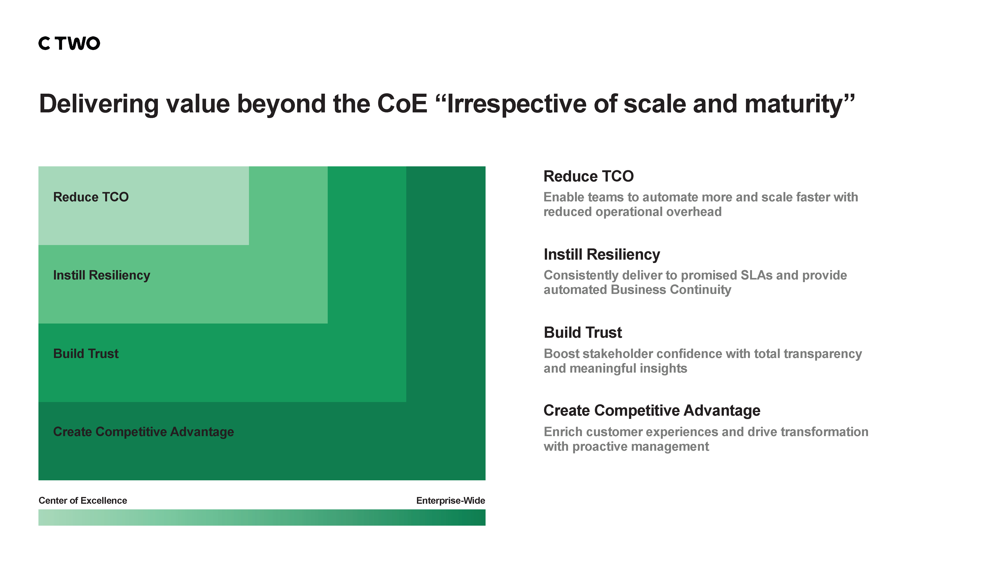 C TWO
Delivering value beyond the CoE “Irrespective of scale and maturity”
Reduce TCO
Instill Resiliency
Build Trust
Create Competitive Advantage
Center of Excellence
Enterprise-Wide
Reduce TCO
Enable teams to automate more and scale faster with
reduced operational overhead
Instill Resiliency
Consistently deliver to promised SLAs and provide
automated Business Continuity
Build Trust
Boost stakeholder confidence with total transparency
and meaningful insights
Create Competitive Advantage
Enrich customer experiences and drive transformation
with proactive management